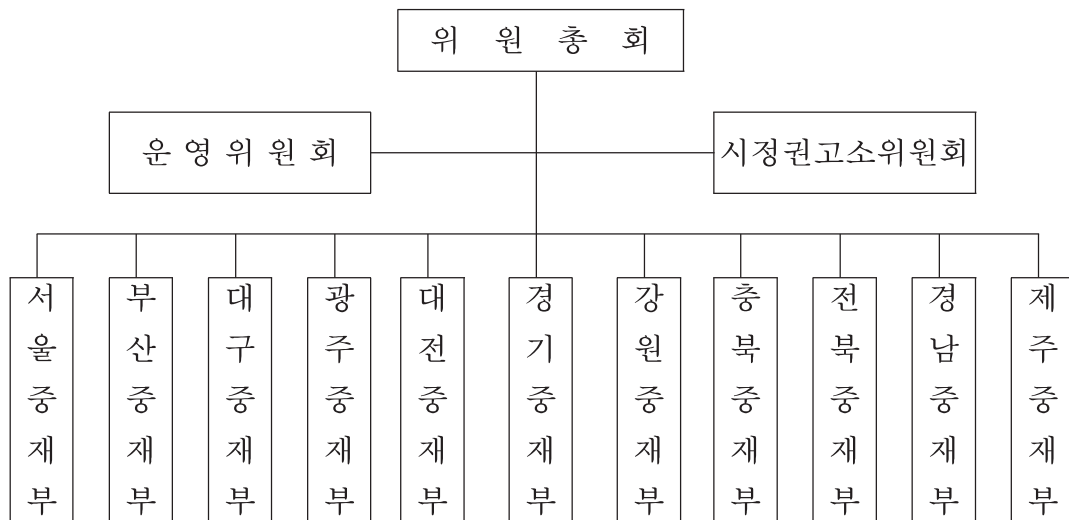 위 원 총 회
운 영 위 원 회
시정권고소위원회
서울중재부
부산중재부
대구중재부
광주중재부
대전중재부
경기중재부
강원중재부
충북중재부
전북중재부
경남중재부
제주중재부